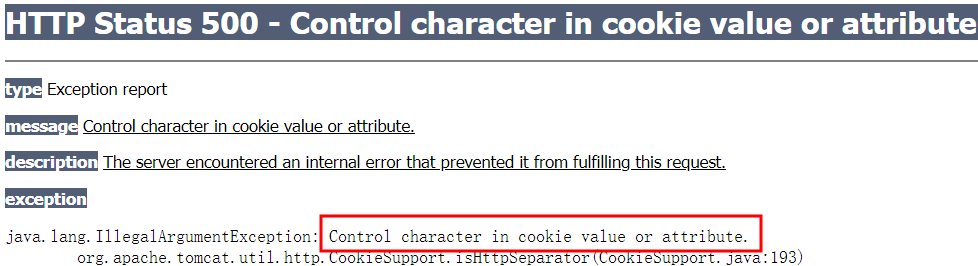 HTTP Status 500 - Control character in cookie value or attribute
type Exception report
message Control character in cookie value or attribute.
description The server encountered an internal error that prevented it from fulfilling this request.
exception
java.lang.IllegalArgumentException: Control character in cookie value or attribute.
org.apache.tomcat.util.http.CookieSupport.isHttpSeparator(CookieSupport.java:193)